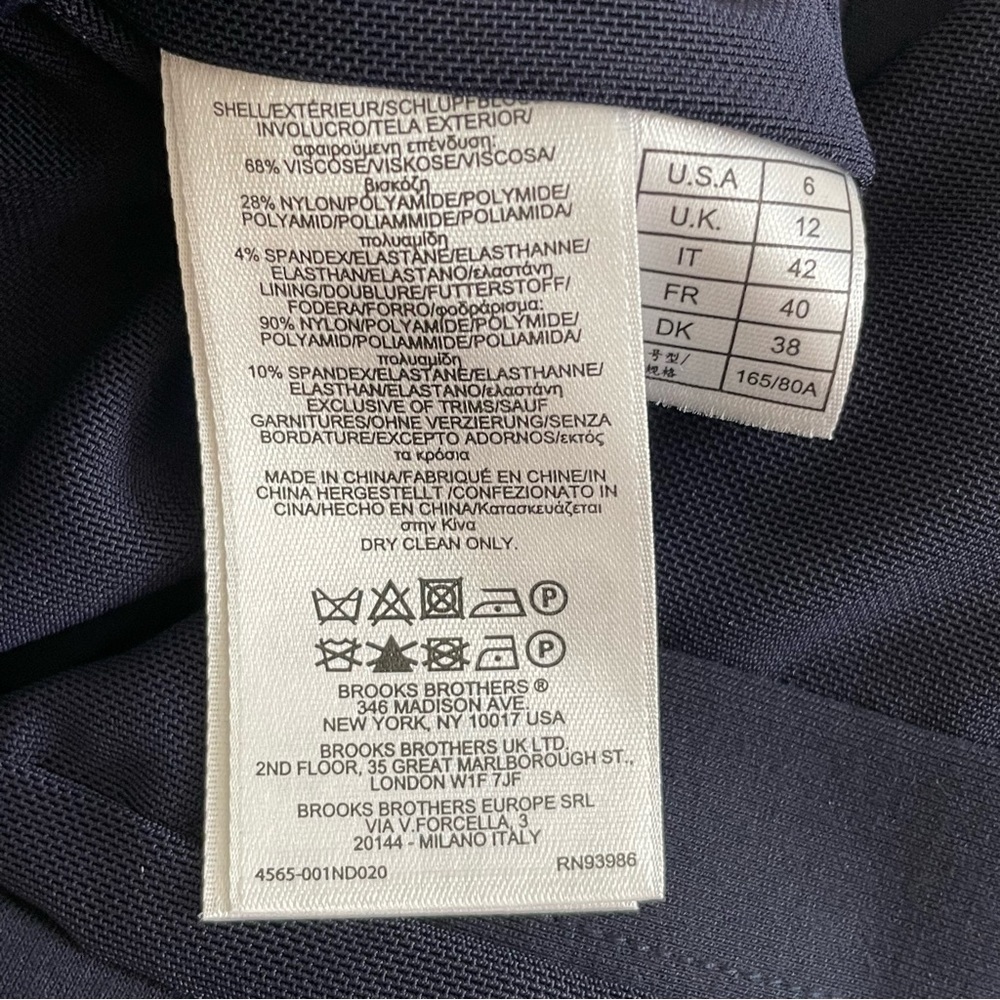 SHELL/EXTÉRIEUR/SCHLUPFBLUS
INVOLUCRO/TELA EXTERIOR/
αφαιρούμενη επένδυση:
68% VISCOSE/VISKOSE/VISCOSA/
βισκόζη
28% NYLON/POLYAMIDE/POLYMIDE/
POLYAMID/POLIAMMIDE/POLIAMIDA/
πολυαμίδη
4% SPANDEX/ELASTANE/ELASTHANNE/
ELASTHAN/ELASTANO/ελαστάνη
LINING/DOUBLURE/FUTTERSTOFF/
FODERA/FORRO/φοδράρισμα:
90% NYLON/POLYAMIDE/POLYMIDE/
POLYAMID/POLIAMMIDE/POLIAMIDA/
πολυαμίδη
10% SPANDEX/ELASTANE/ELASTHANNE/
ELASTHAN/ELASTANO/ελαστάνη
EXCLUSIVE OF TRIMS/SAUF
GARNITURES/OHNE VERZIERUNG/SENZA
BORDATURE/EXCEPTO ADORNOS/εκτός
τα κρόσια
MADE IN CHINA/FABRIQUÉ EN CHINE/IN
CHINA HERGESTELLT /CONFEZIONATO IN
CINA/HECHO EN CHINA/Κατασκευάζεται
στην Κίνα
DRY CLEAN ONLY.
P
P
BROOKS BROTHERS ®
346 MADISON AVE.
NEW YORK, NY 10017 USA
BROOKS BROTHERS UK LTD.
2ND FLOOR, 35 GREAT MARLBOROUGH ST.,
LONDON W1F 7JF
BROOKS BROTHERS EUROPE SRL
VIA V.FORCELLA, 3
20144 - MILANO ITALY
4565-001ND020 RN93986
U.S.A 6
U.K. 12
IT 42
FR 40
DK 38
号型/
规格 165/80A